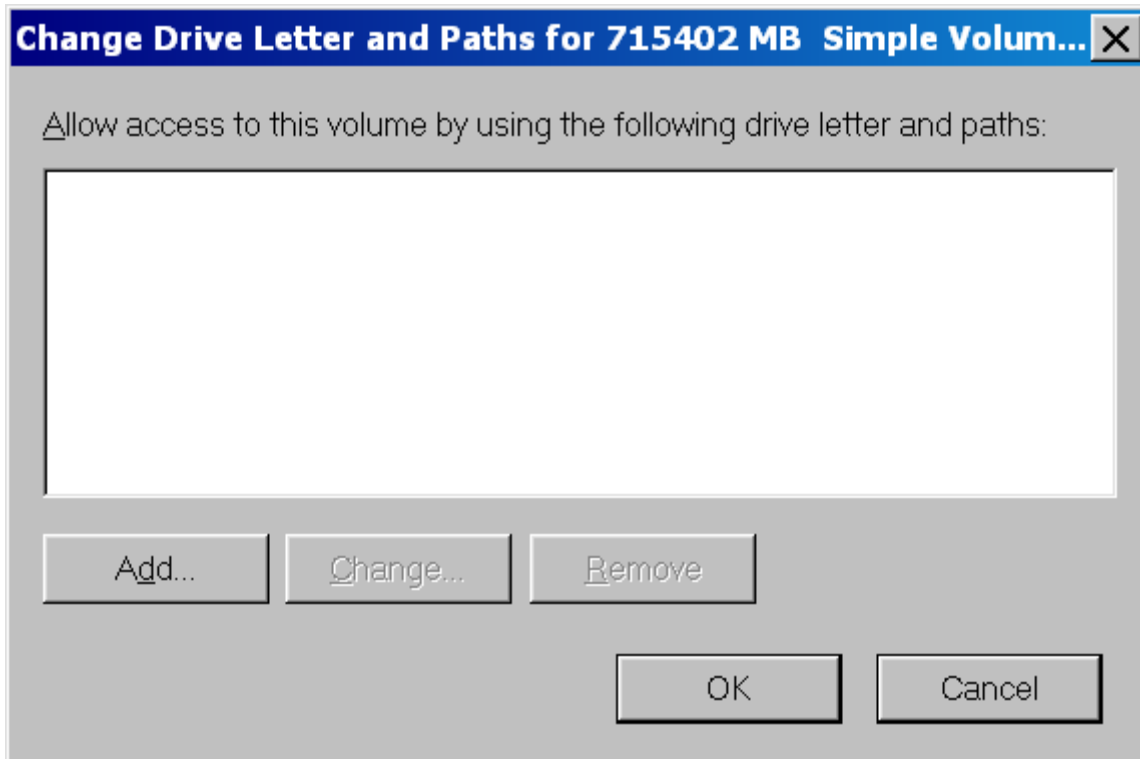 Change Drive Letter and Paths for 715402 MB  Simple Volum...
Allow access to this volume by using the following drive letter and paths:
Add... Change... Remove
OK Cancel